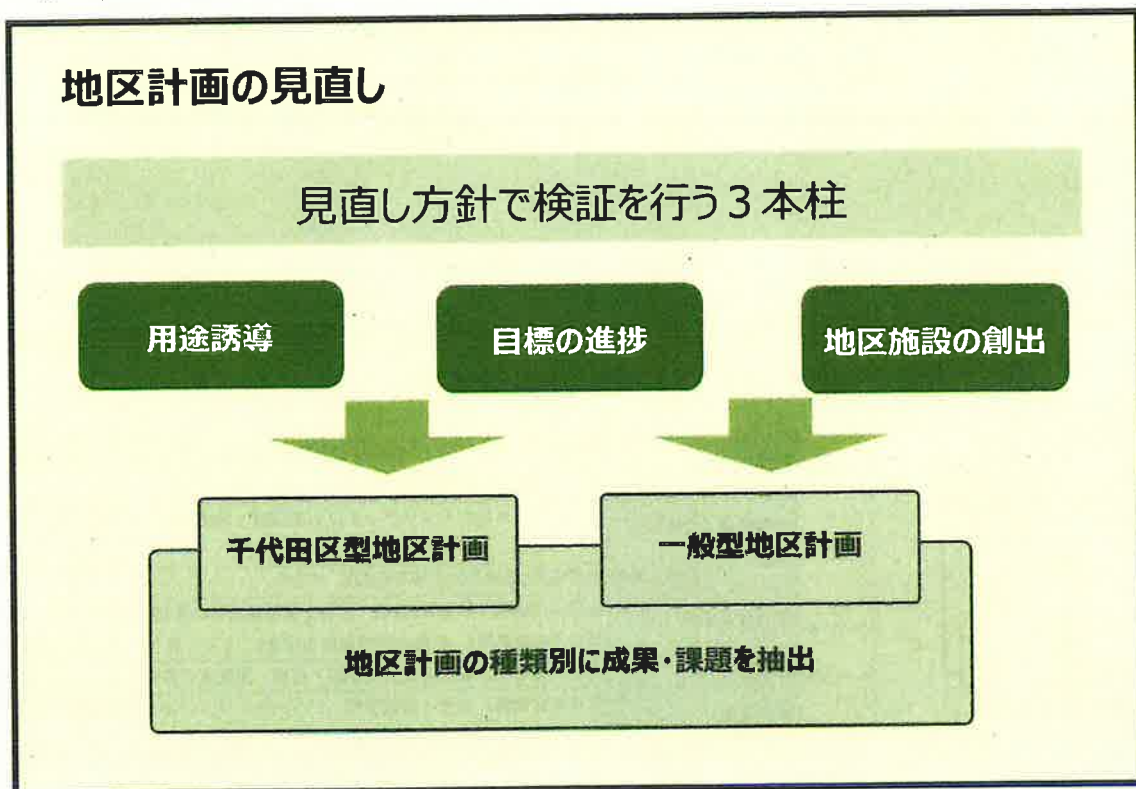 地区計画の見直し
見直し方針で検証を行う３本柱
用途誘導
目標の進捗
地区施設の創出
千代田区型地区計画
一般型地区計画
地区計画の種類別に成果・課題を抽出